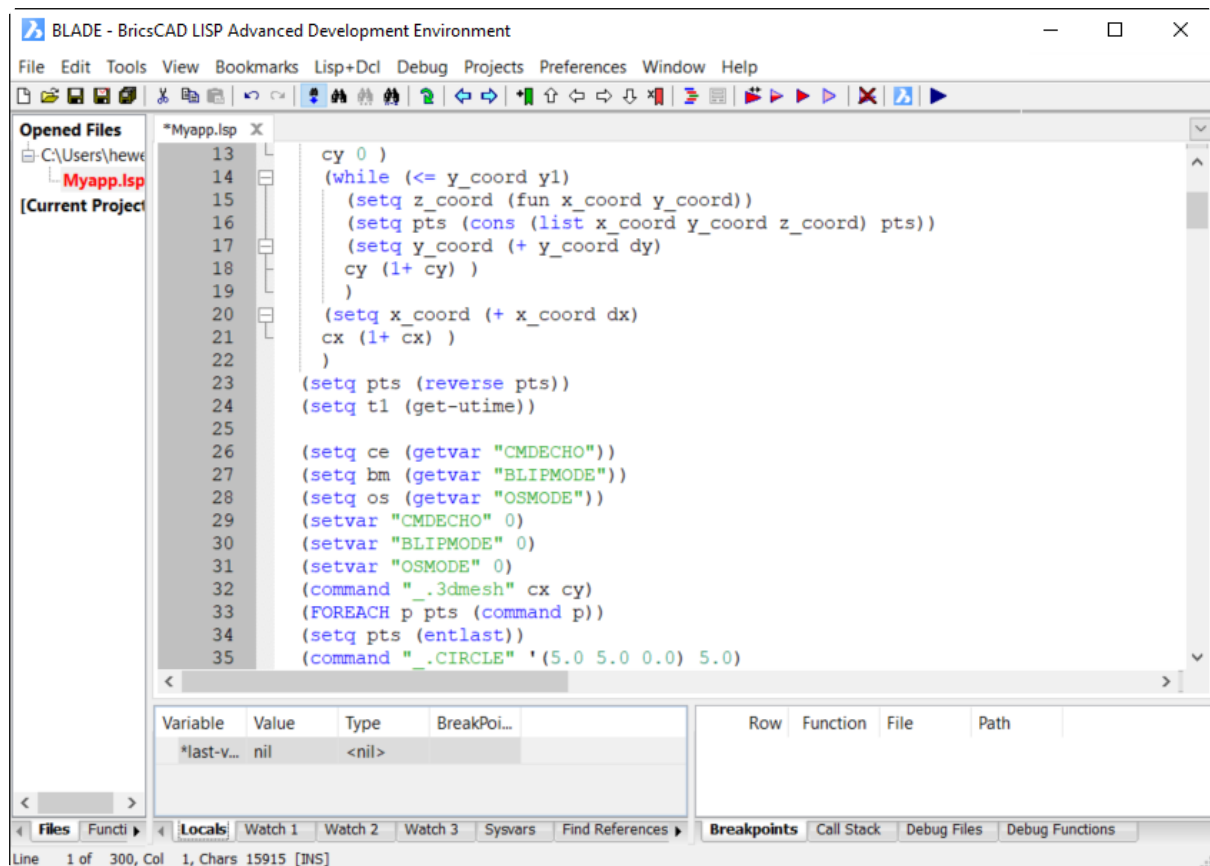 BLADE - BricsCAD LISP Advanced Development Environment
File Edit Tools View Bookmarks Lisp+Dcl Debug Projects Preferences Window Help
Opened Files
C:\Users\hewe
Myapp.lsp
[Current Project
*Myapp.lsp
13 cy 0 )
14 (while (<= y_coord y1)
15 (setq z_coord (fun x_coord y_coord))
16 (setq pts (cons (list x_coord y_coord z_coord) pts))
17 (setq y_coord (+ y_coord dy)
18 cy (1+ cy) )
19 )
20 (setq x_coord (+ x_coord dx)
21 cx (1+ cx) )
22 )
23 (setq pts (reverse pts))
24 (setq t1 (get-utime))
25
26 (setq ce (getvar "CMDECHO"))
27 (setq bm (getvar "BLIPMODE"))
28 (setq os (getvar "OSMODE"))
29 (setvar "CMDECHO" 0)
30 (setvar "BLIPMODE" 0)
31 (setvar "OSMODE" 0)
32 (command "_.3dmesh" cx cy)
33 (FOREACH p pts (command p))
34 (setq pts (entlast))
35 (command "_.CIRCLE" '(5.0 5.0 0.0) 5.0)
Variable Value Type BreakPoi...
*last-v... nil <nil>
Row Function File Path
Files Functi
Locals Watch 1 Watch 2 Watch 3 Sysvars Find References
Breakpoints Call Stack Debug Files Debug Functions
Line 1 of 300, Col 1, Chars 15915 [INS]